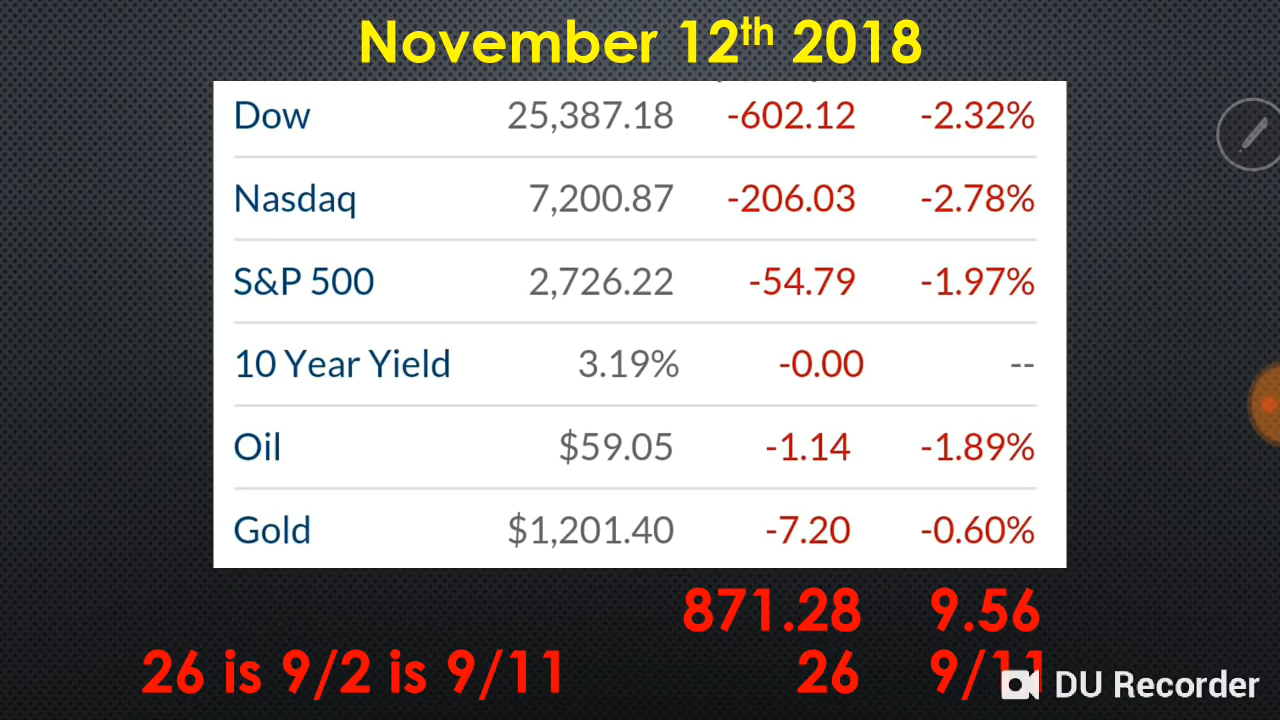 November 12th 2018
Dow 25,387.18 -602.12 -2.32%
Nasdaq 7,200.87 -206.03 -2.78%
S&P 500 2,726.22 -54.79 -1.97%
10 Year Yield 3.19% -0.00 --
Oil $59.05 -1.14 -1.89%
Gold $1,201.40 -7.20 -0.60%
871.28 9.56
26 is 9/2 is 9/11 26 9/11
DU Recorder